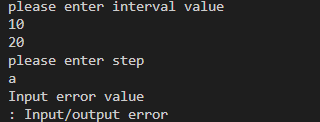 please enter interval value
10
20
please enter step
a
Input error value
: Input/output error